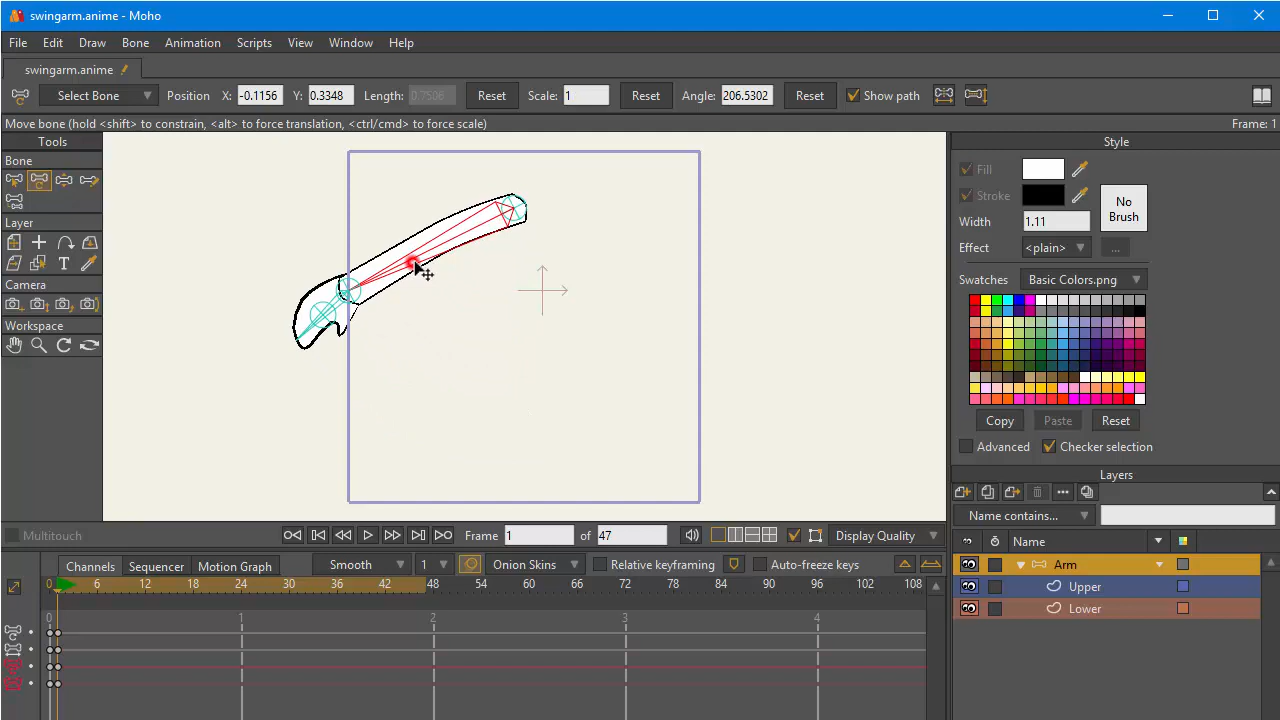 swingarm.anime - Moho
File Edit Draw Bone Animation Scripts View Window Help
swingarm.anime
Select Bone Position X: -0.1156 Y: 0.3348 Length: 0.7506 Reset Scale: 1 Reset Angle: 206.5302 Reset Show path
Move bone (hold <shift> to constrain, <alt> to force translation, <ctrl/cmd> to force scale) Frame: 1
Tools
Bone
Layer
T
Camera
Workspace
Style
Fill
Stroke
No Brush
Width 1.11
Effect <plain> ...
Swatches Basic Colors.png
Copy Paste Reset
Advanced Checker selection
Layers
Name contains...
Name
Arm
Upper
Lower
Multitouch Frame 1 of 47 Display Quality
Channels Sequencer Motion Graph Smooth 1 Onion Skins Relative keyframing Auto-freeze keys
0 6 12 18 24 30 36 42 48 54 60 66 72 78 84 90 96 102 108
0 1 2 3 4